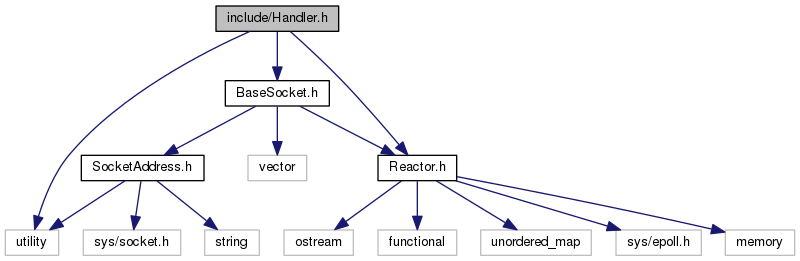 include/Handler.h
BaseSocket.h
SocketAddress.h
vector
Reactor.h
utility
sys/socket.h
string
ostream
functional
unordered_map
sys/epoll.h
memory